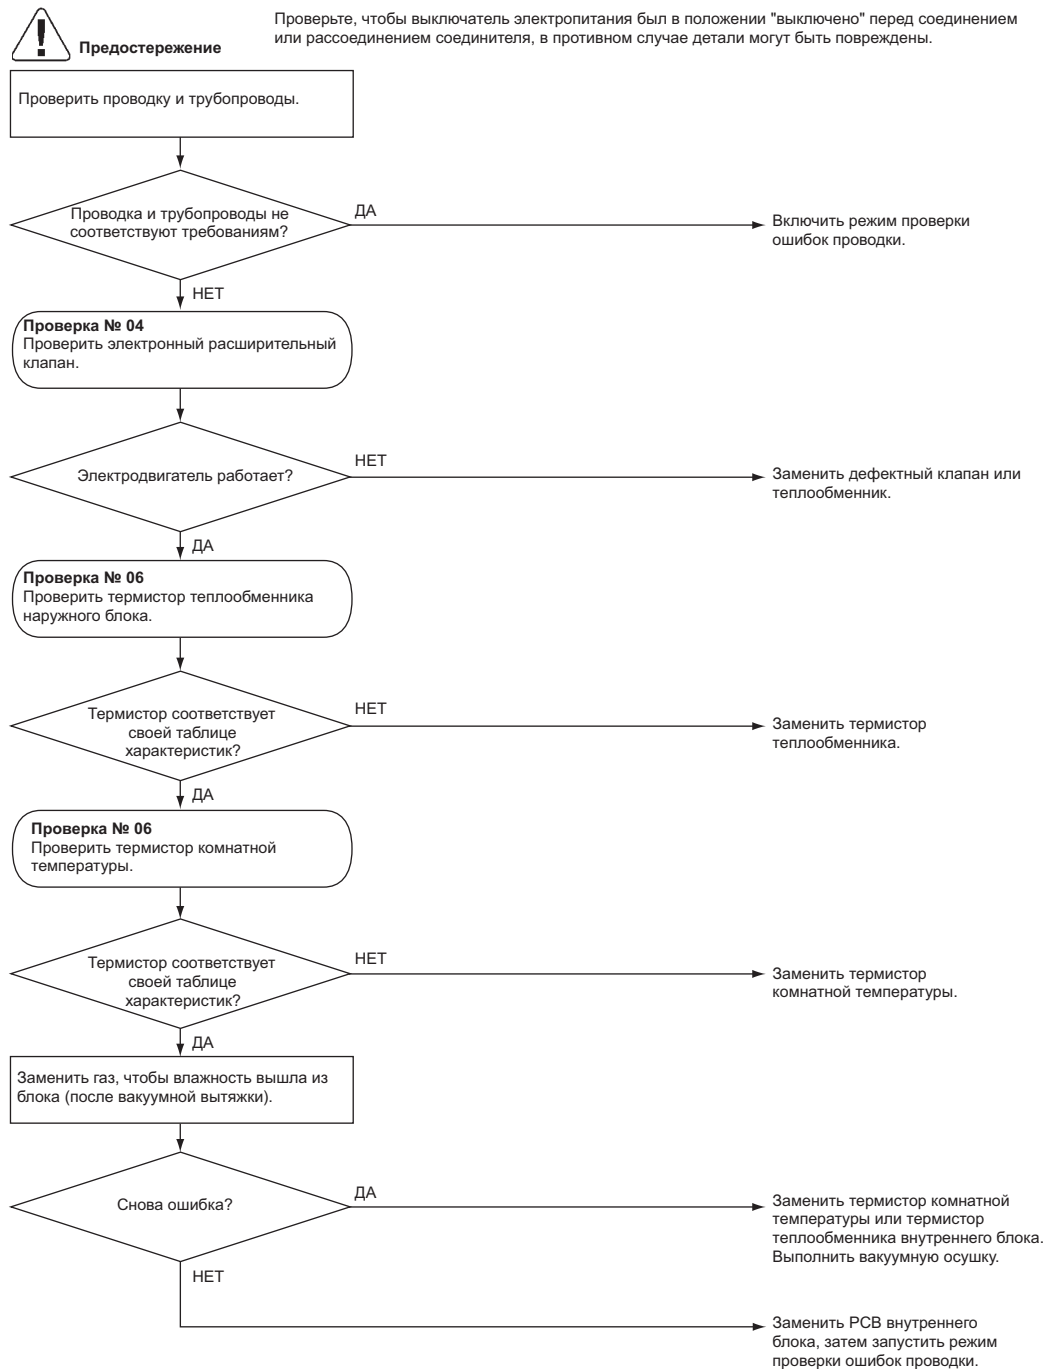 Предостережение
Проверьте, чтобы выключатель электропитания был в положении "выключено" перед соединением
или рассоединением соединителя, в противном случае детали могут быть повреждены.
Проверить проводку и трубопроводы.
Проводка и трубопроводы не
соответствуют требованиям?
ДА
Включить режим проверки
ошибок проводки.
НЕТ
Проверка № 04
Проверить электронный расширительный
клапан.
Электродвигатель работает?
НЕТ
Заменить дефектный клапан или
теплообменник.
ДА
Проверка № 06
Проверить термистор теплообменника
наружного блока.
Термистор соответствует
своей таблице
характеристик?
НЕТ
Заменить термистор
теплообменника.
ДА
Проверка № 06
Проверить термистор комнатной
температуры.
Термистор соответствует
своей таблице
характеристик?
НЕТ
Заменить термистор
комнатной температуры.
ДА
Заменить газ, чтобы влажность вышла из
блока (после вакуумной вытяжки).
Снова ошибка?
ДА
Заменить термистор комнатной
температуры или термистор
теплообменника внутреннего блока.
Выполнить вакуумную осушку.
НЕТ
Заменить PCB внутреннего
блока, затем запустить режим
проверки ошибок проводки.